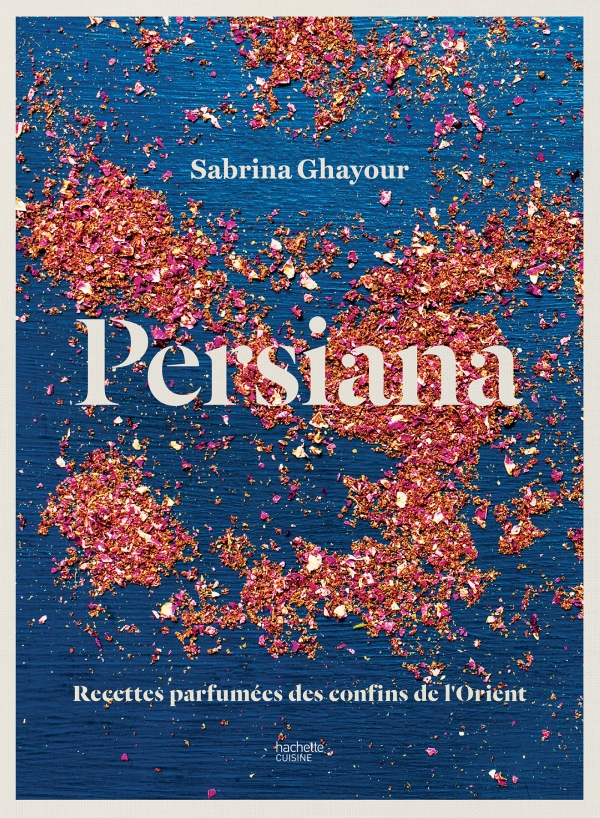 Sabrina Ghayour
Persiana
Recettes parfumées des confins de l'Orient
hachette
CUISINE